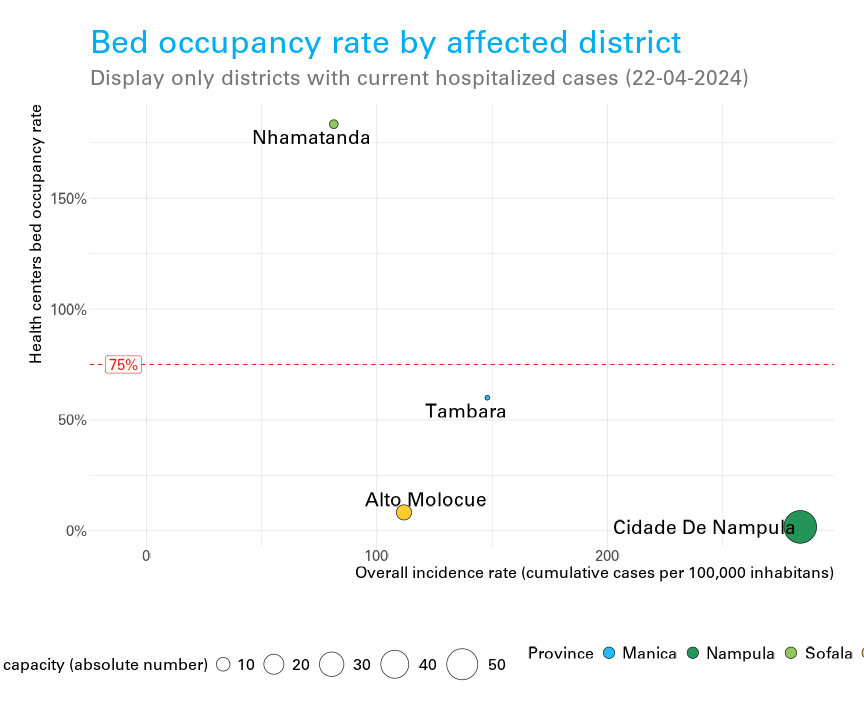 Bed occupancy rate by affected district
Display only districts with current hospitalized cases (22-04-2024)
Health centers bed occupancy rate
Nhamatanda
150%
100%
75%
Tambara
50%
Alto Molocue
Cidade De Nampula
0%
0 100 200
Overall incidence rate (cumulative cases per 100,000 inhabitans)
capacity (absolute number) 10 20 30 40 50
Province Manica Nampula Sofala